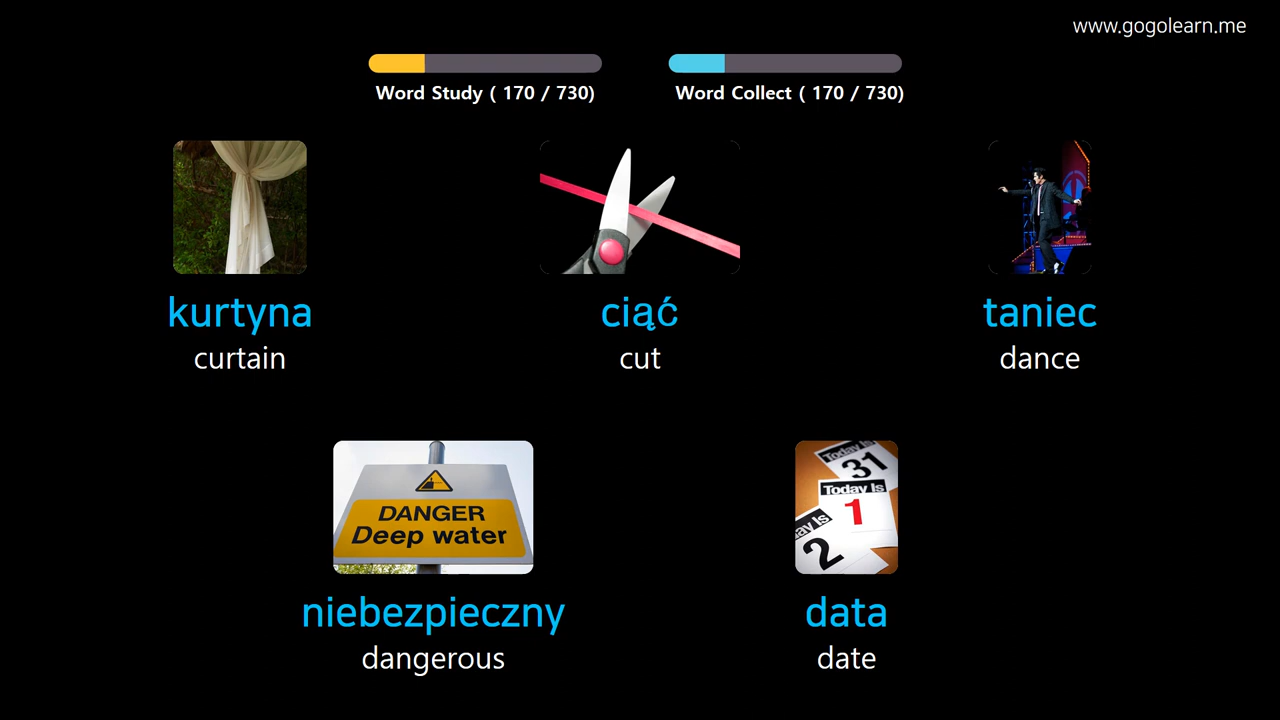 www.gogolearn.me
Word Study ( 170 / 730)
Word Collect ( 170 / 730)
kurtyna
curtain
ciąć
cut
taniec
dance
DANGER
Deep water
niebezpieczny
dangerous
Today Is
31
Today Is
1
ay Is
2
data
date